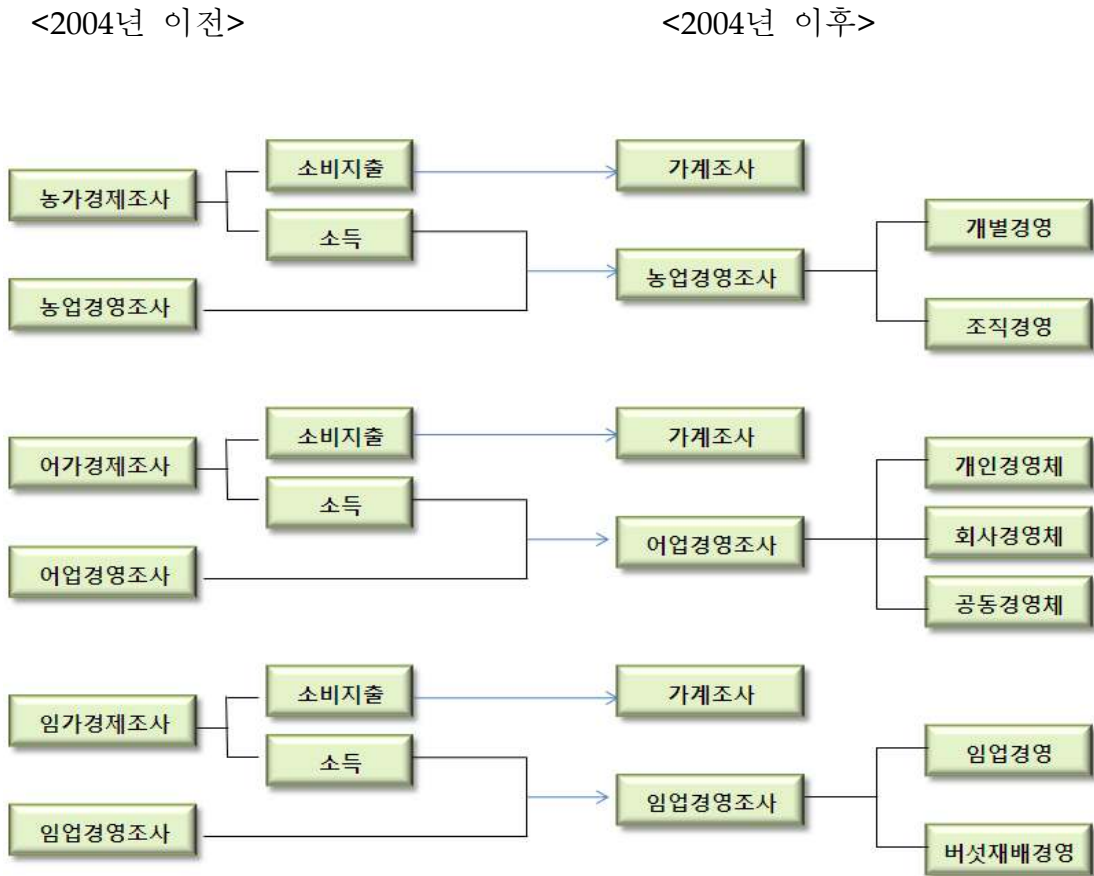 <2004년 이전>
<2004년 이후>
소비지출
가계조사
농가경제조사
소득
개별경영
농업경영조사
농업경영조사
조직경영
소비지출
가계조사
어가경제조사
소득
개인경영체
어업경영조사
회사경영체
어업경영조사
공동경영체
소비지출
가계조사
임가경제조사
소득
임업경영
임업경영조사
임업경영조사
버섯재배경영